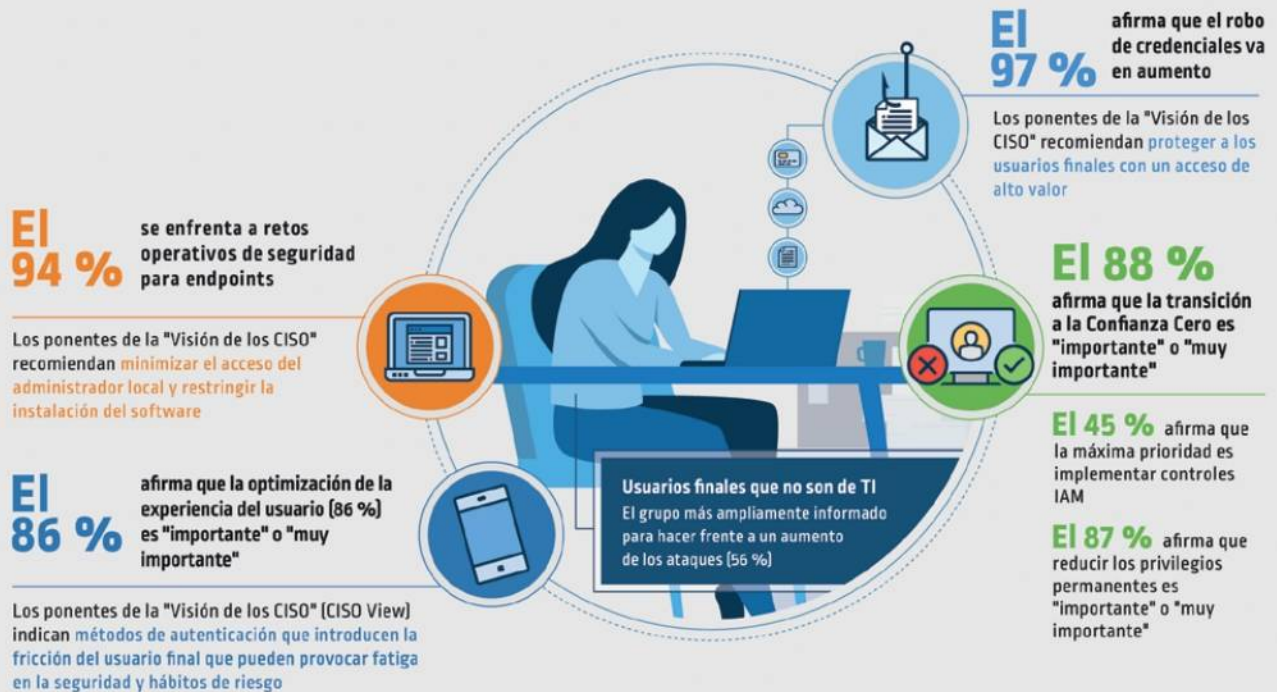 El
97 %
afirma que el robo
de credenciales va
en aumento
Los ponentes de la "Visión de los
CISO" recomiendan proteger a los
usuarios finales con un acceso de
alto valor
El
94 %
se enfrenta a retos
operativos de seguridad
para endpoints
Los ponentes de la "Visión de los CISO"
recomiendan minimizar el acceso del
administrador local y restringir la
instalación del software
El 88 %
afirma que la transición
a la Confianza Cero es
"importante" o "muy
importante"
El 45 % afirma que
la máxima prioridad es
implementar controles
IAM
El 87 % afirma que
reducir los privilegios
permanentes es
"importante" o "muy
importante"
El
86 %
afirma que la optimización de la
experiencia del usuario (86 %)
es "importante" o "muy
importante"
Los ponentes de la "Visión de los CISO" (CISO View)
indican métodos de autenticación que introducen la
fricción del usuario final que pueden provocar fatiga
en la seguridad y hábitos de riesgo
Usuarios finales que no son de TI
El grupo más ampliamente informado
para hacer frente a un aumento
de los ataques (56 %)